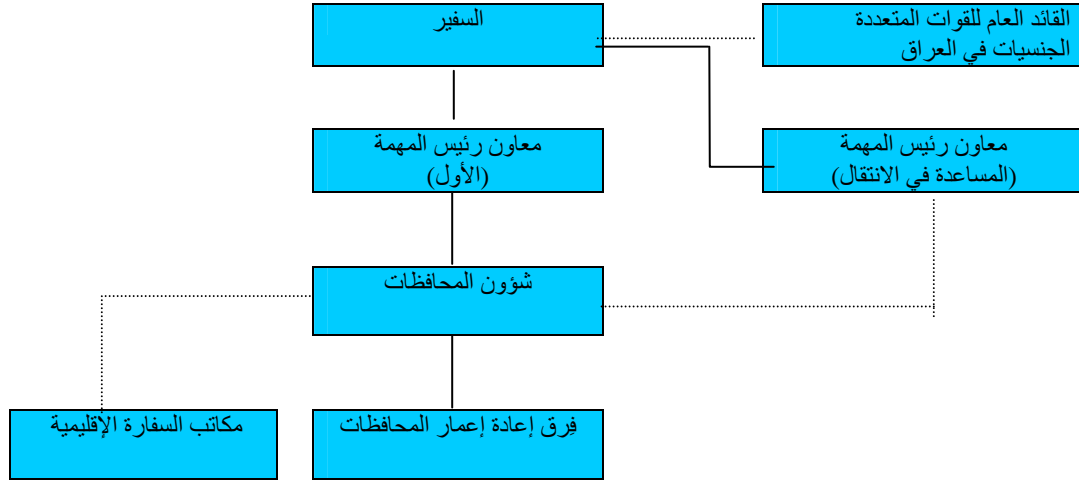 السفير
القائد العام للقوات المتعددة
الجنسيات في العراق
معاون رئيس المهمة
(الأول)
معاون رئيس المهمة
(المساعدة في الانتقال)
شؤون المحافظات
فِرق إعادة إعمار المحافظات
مكاتب السفارة الإقليمية